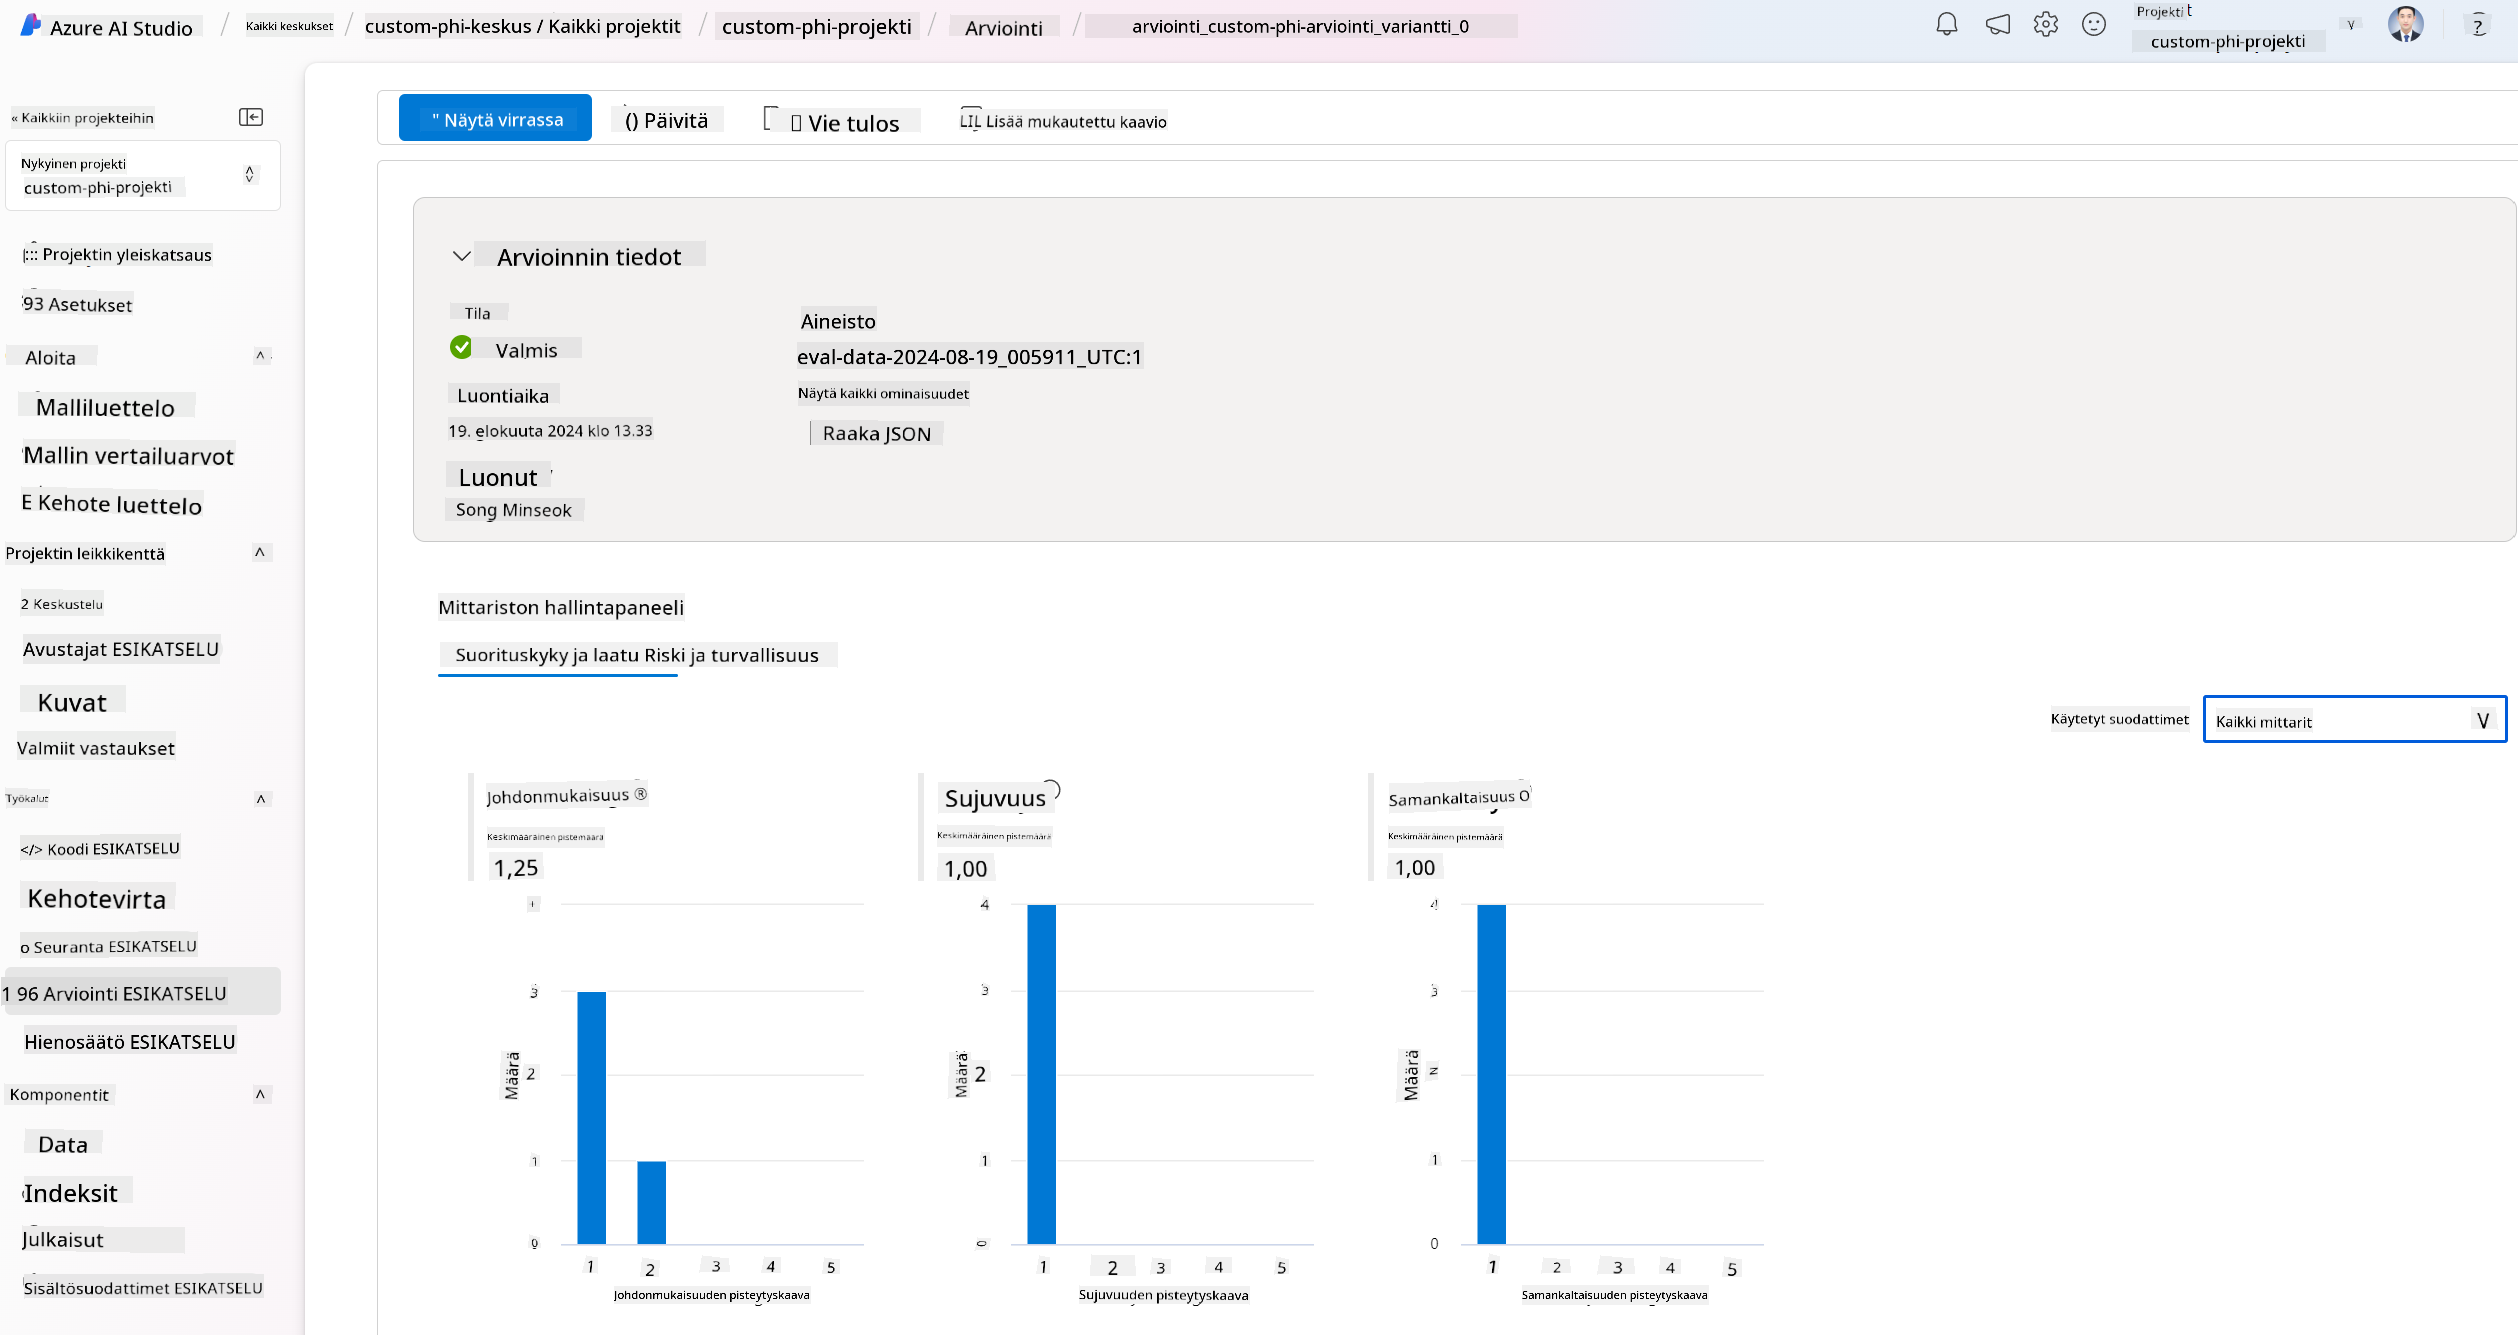 Azure AI Studio / Kaikki keskukset / custom-phi-keskus / Kaikki projektit / custom-phi-projekti / Arviointi / arviointi_custom-phi-arviointi_variantti_0
Projekti
custom-phi-projekti
?
« Kaikkiin projekteihin
Nykyinen projekti
custom-phi-projekti
::: Projektin yleiskatsaus
93 Asetukset
Aloita
Malliluettelo
Mallin vertailuarvot
E Kehote luettelo
Projektin leikkikenttä
2 Keskustelu
Avustajat ESIKATSELU
Kuvat
Valmiit vastaukset
Työkalut
</> Koodi ESIKATSELU
Kehotevirta
o Seuranta ESIKATSELU
1 96 Arviointi ESIKATSELU
Hienosäätö ESIKATSELU
Komponentit
Data
Indeksit
Julkaisut
Sisältösuodattimet ESIKATSELU
" Näytä virrassa
() Päivitä
Vie tulos
LIL Lisää mukautettu kaavio
Arvioinnin tiedot
Tila
Valmis
Luontiaika
19. elokuuta 2024 klo 13.33
Luonut
Song Minseok
Aineisto
eval-data-2024-08-19_005911_UTC:1
Näytä kaikki ominaisuudet
Raaka JSON
Mittariston hallintapaneeli
Suorituskyky ja laatu Riski ja turvallisuus
Käytetyt suodattimet
Kaikki mittarit
V
Johdonmukaisuus ®
Keskimääräinen pistemäärä
1,25
3
2
1
0
Määrä
1 2 3 4 5
Johdonmukaisuuden pisteytyskaava
Sujuvuus
Keskimääräinen pistemäärä
1,00
4
3
2
1
0
Määrä
1 2 3 4 5
Sujuvuuden pisteytyskaava
Samankaltaisuus O
Keskimääräinen pistemäärä
1,00
4
3
N
1
0
Määrä
1 2 3 4 5
Samankaltaisuuden pisteytyskaava